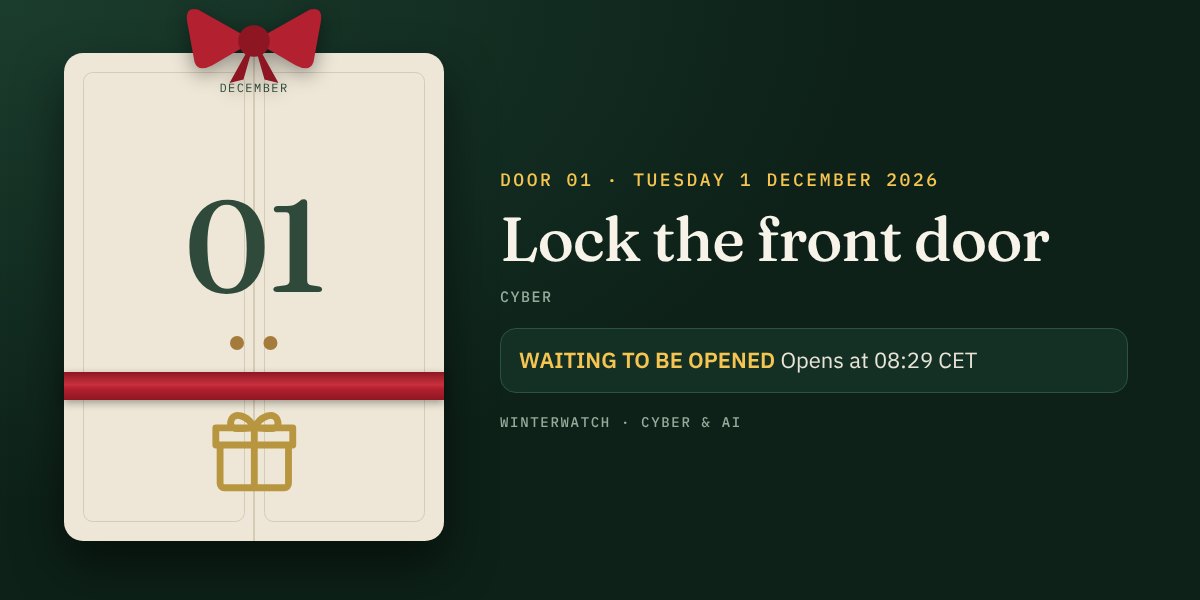 DECEMBER
01
DOOR 01 · TUESDAY 1 DECEMBER 2026
Lock the front door
CYBER
WAITING TO BE OPENED Opens at 08:29 CET
WINTERWATCH · CYBER & AI